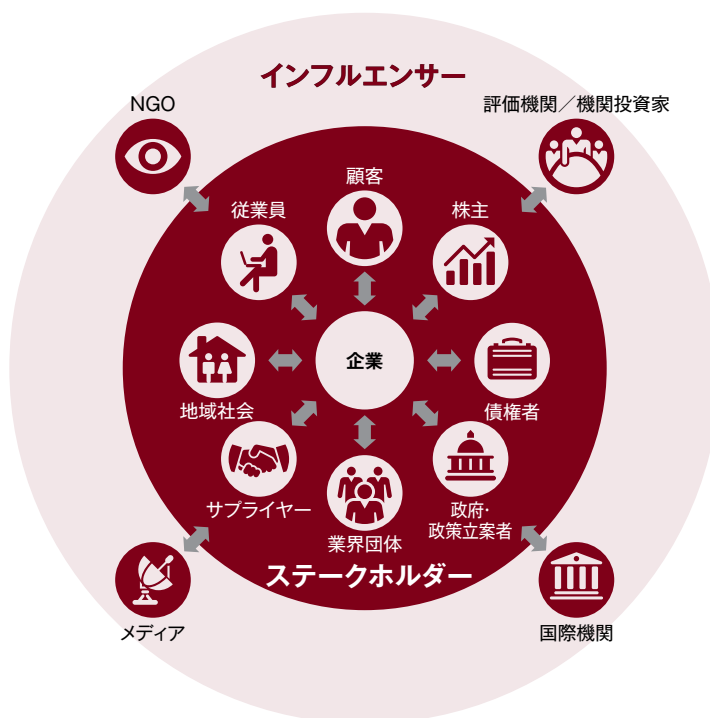 インフルエンサー
NGO
評価機関／機関投資家
顧客
従業員
株主
企業
地域社会
債権者
サプライヤー
政府・
政策立案者
業界団体
ステークホルダー
メディア
国際機関